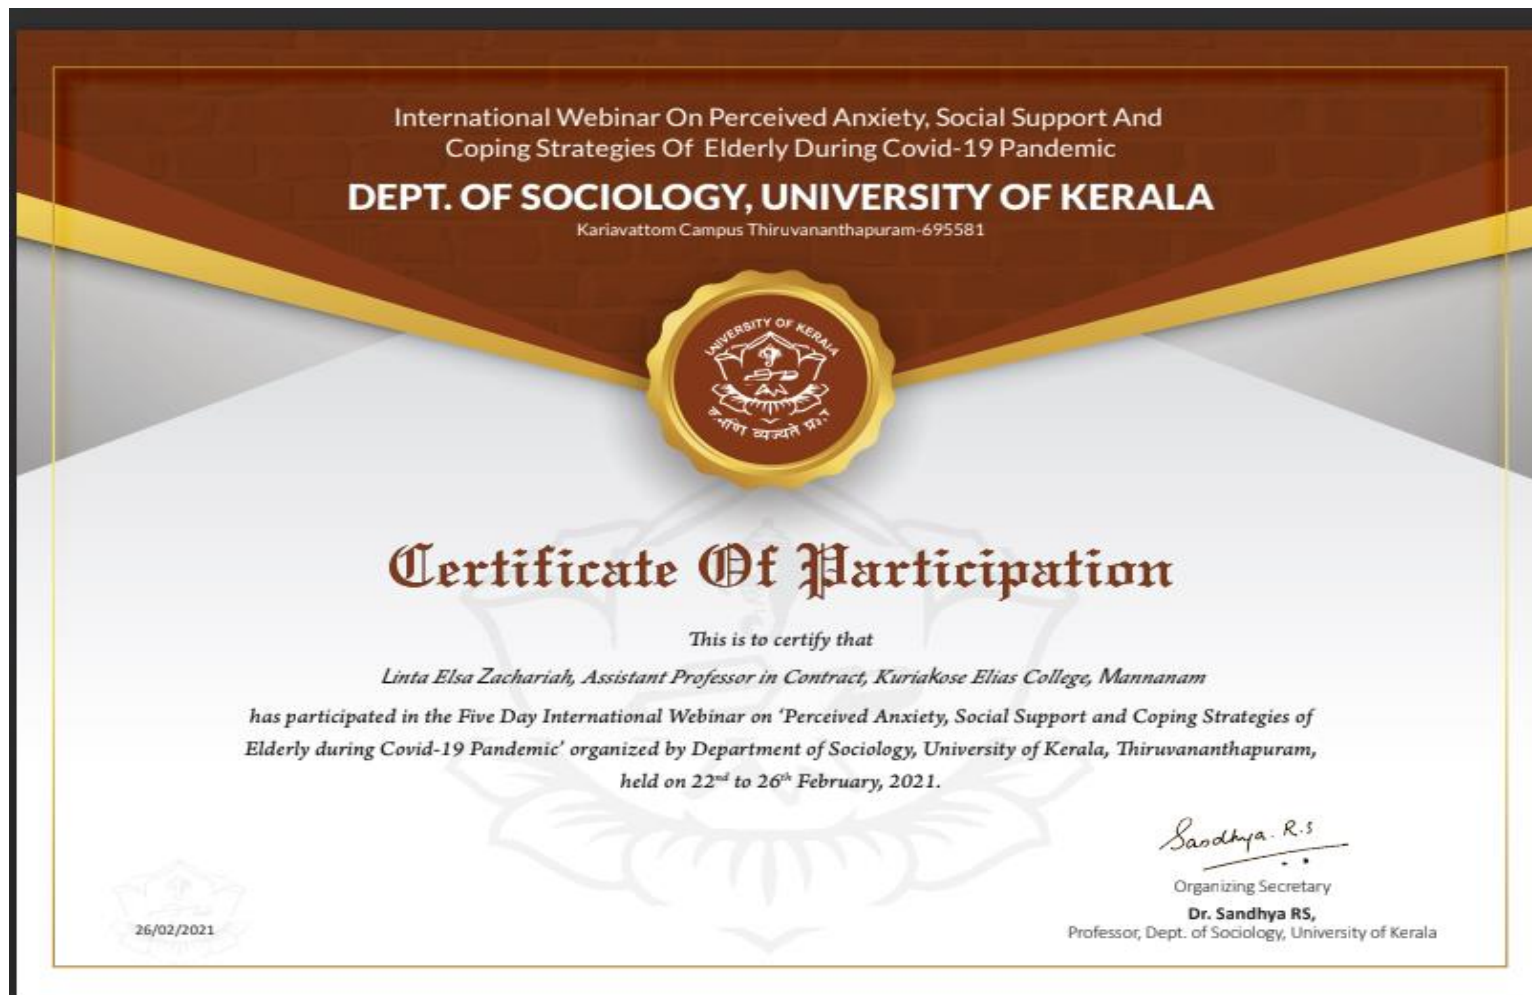 International Webinar On Perceived Anxiety, Social Support And
Coping Strategies Of Elderly During Covid-19 Pandemic
DEPT. OF SOCIOLOGY, UNIVERSITY OF KERALA
Kariavattom Campus Thiruvananthapuram-695581
UNIVERSITY OF KERALA
व्यज्यते
Certificate Of Participation
This is to certify that
Linta Elsa Zachariah, Assistant Professor in Contract, Kuriakose Elias College, Mannanam
has participated in the Five Day International Webinar on ‘Perceived Anxiety, Social Support and Coping Strategies of
Elderly during Covid-19 Pandemic’ organized by Department of Sociology, University of Kerala, Thiruvananthapuram,
held on 22nd to 26th February, 2021.
Sandhya. R.S
Organizing Secretary
Dr. Sandhya RS,
Professor, Dept. of Sociology, University of Kerala
26/02/2021